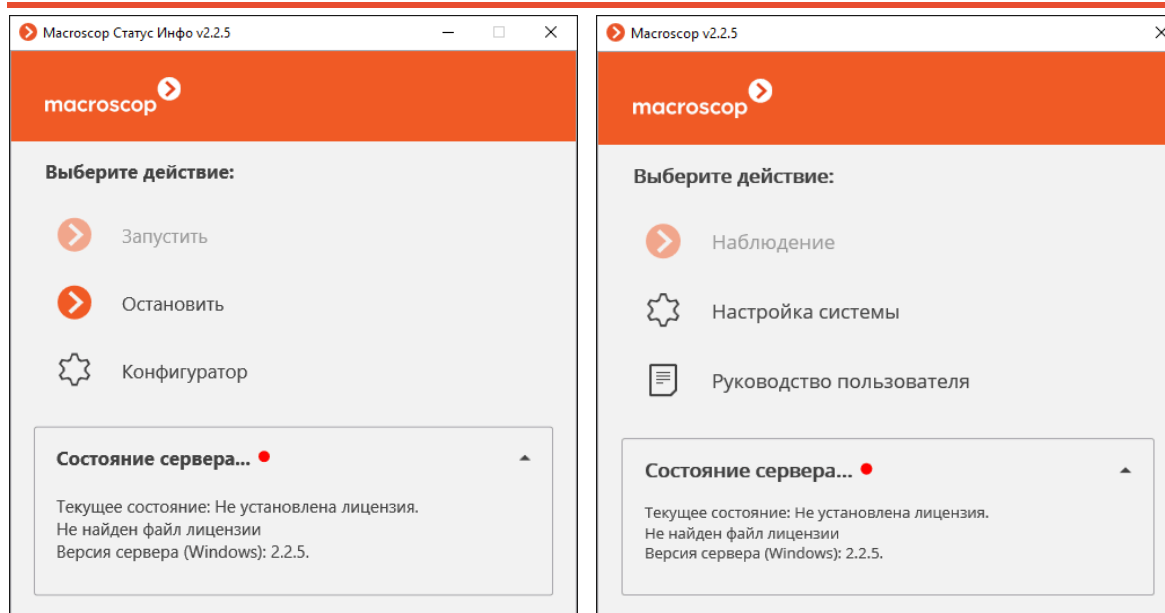 Macroscop Статус Инфо v2.2.5
macroscop
Выберите действие:
Запустить
Остановить
Конфигуратор
Состояние сервера...
Текущее состояние: Не установлена лицензия.
Не найден файл лицензии
Версия сервера (Windows): 2.2.5.
Macroscop v2.2.5
macroscop
Выберите действие:
Наблюдение
Настройка системы
Руководство пользователя
Состояние сервера...
Текущее состояние: Не установлена лицензия.
Не найден файл лицензии
Версия сервера (Windows): 2.2.5.